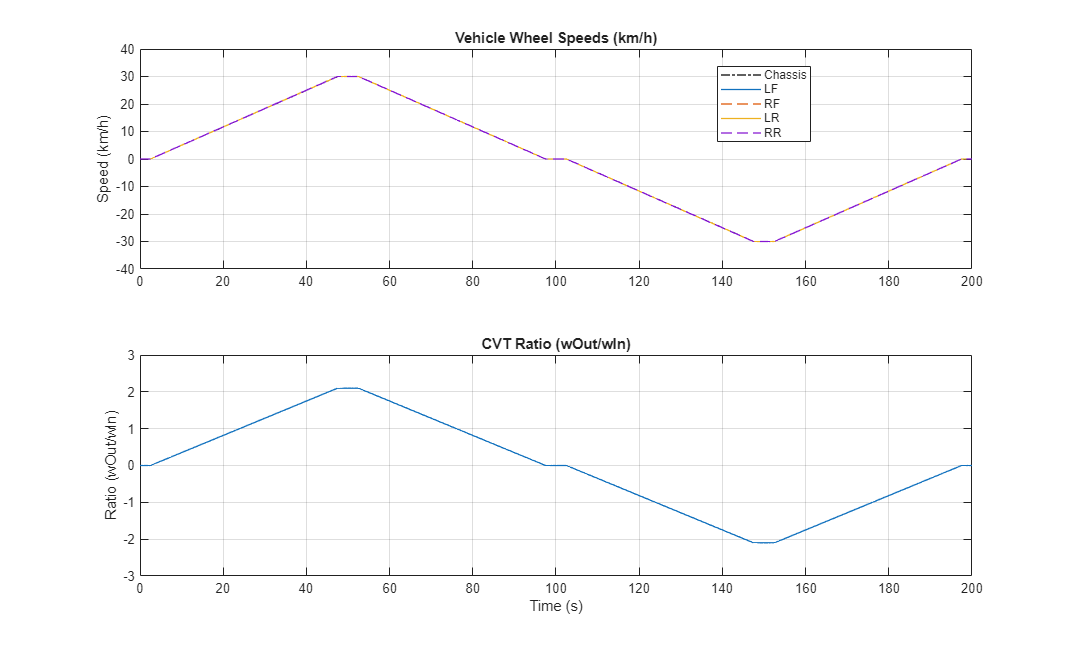 Vehicle Wheel Speeds (km/h)
Speed (km/h)
40
30
20
10
0
-10
-20
-30
-40
Chassis
LF
RF
LR
RR
0 20 40 60 80 100 120 140 160 180 200
CVT Ratio (wOut/wIn)
Ratio (wOut/wIn)
3
2
1
0
-1
-2
-3
0 20 40 60 80 100 120 140 160 180 200
Time (s)